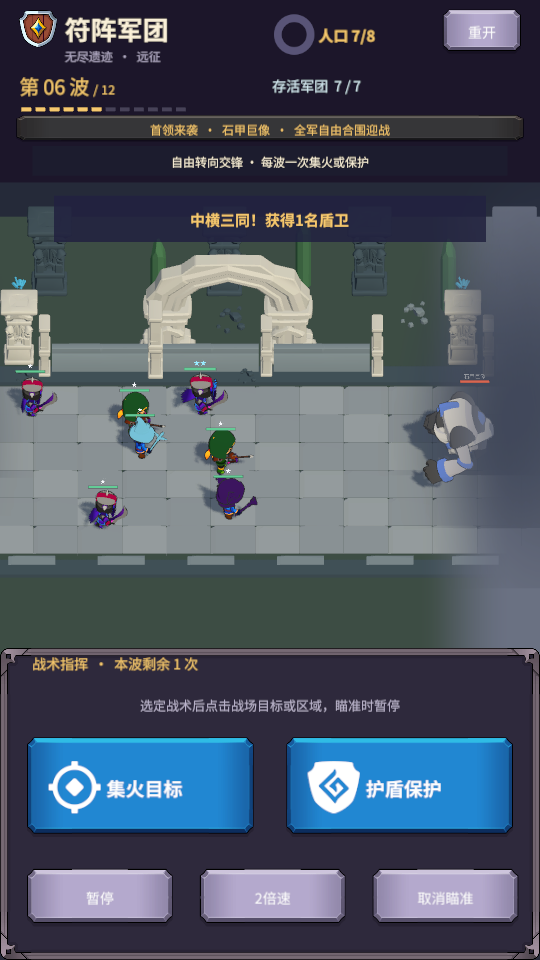 符阵军团
无尽遗迹 · 远征
人口 7/8
重开
第 06 波 / 12
存活军团 7 / 7
首领来袭 · 石甲巨像 · 全军自由合围迎战
自由转向交锋 · 每波一次集火或保护
中横三同！获得1名盾卫
战术指挥 · 本波剩余 1 次
选定战术后点击战场目标或区域，瞄准时暂停
集火目标
护盾保护
暂停
2倍速
取消瞄准